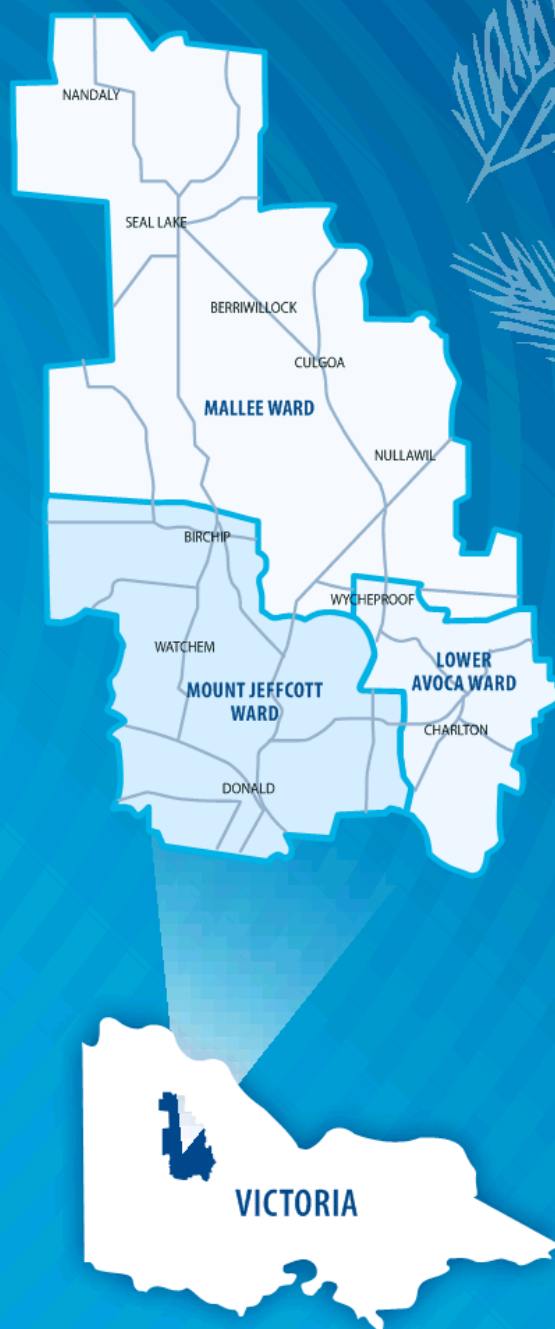 NANDALY
SEAL LAKE
BERRIWILLOCK
CULGOA
MALLEE WARD
NULLAWIL
BIRCHIP
WYCHEPROOF
WATCHEM
LOWER
AVOCA WARD
MOUNT JEFFCOTT
WARD
CHARLTON
DONALD
VICTORIA